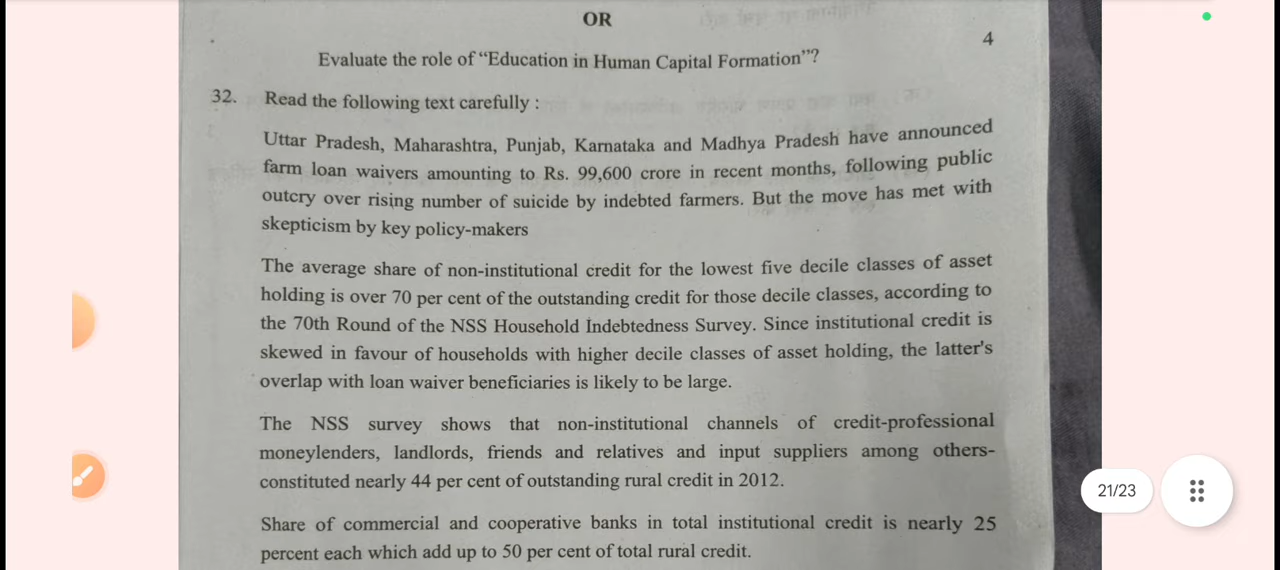 OR
4
Evaluate the role of “Education in Human Capital Formation”?
32. Read the following text carefully :
Uttar Pradesh, Maharashtra, Punjab, Karnataka and Madhya Pradesh have announced
farm loan waivers amounting to Rs. 99,600 crore in recent months, following public
outcry over rising number of suicide by indebted farmers. But the move has met with
skepticism by key policy-makers
The average share of non-institutional credit for the lowest five decile classes of asset
holding is over 70 per cent of the outstanding credit for those decile classes, according to
the 70th Round of the NSS Household Indebtedness Survey. Since institutional credit is
skewed in favour of households with higher decile classes of asset holding, the latter's
overlap with loan waiver beneficiaries is likely to be large.
The NSS survey shows that non-institutional channels of credit-professional
moneylenders, landlords, friends and relatives and input suppliers among others-
constituted nearly 44 per cent of outstanding rural credit in 2012.
Share of commercial and cooperative banks in total institutional credit is nearly 25
percent each which add up to 50 per cent of total rural credit.
21/23